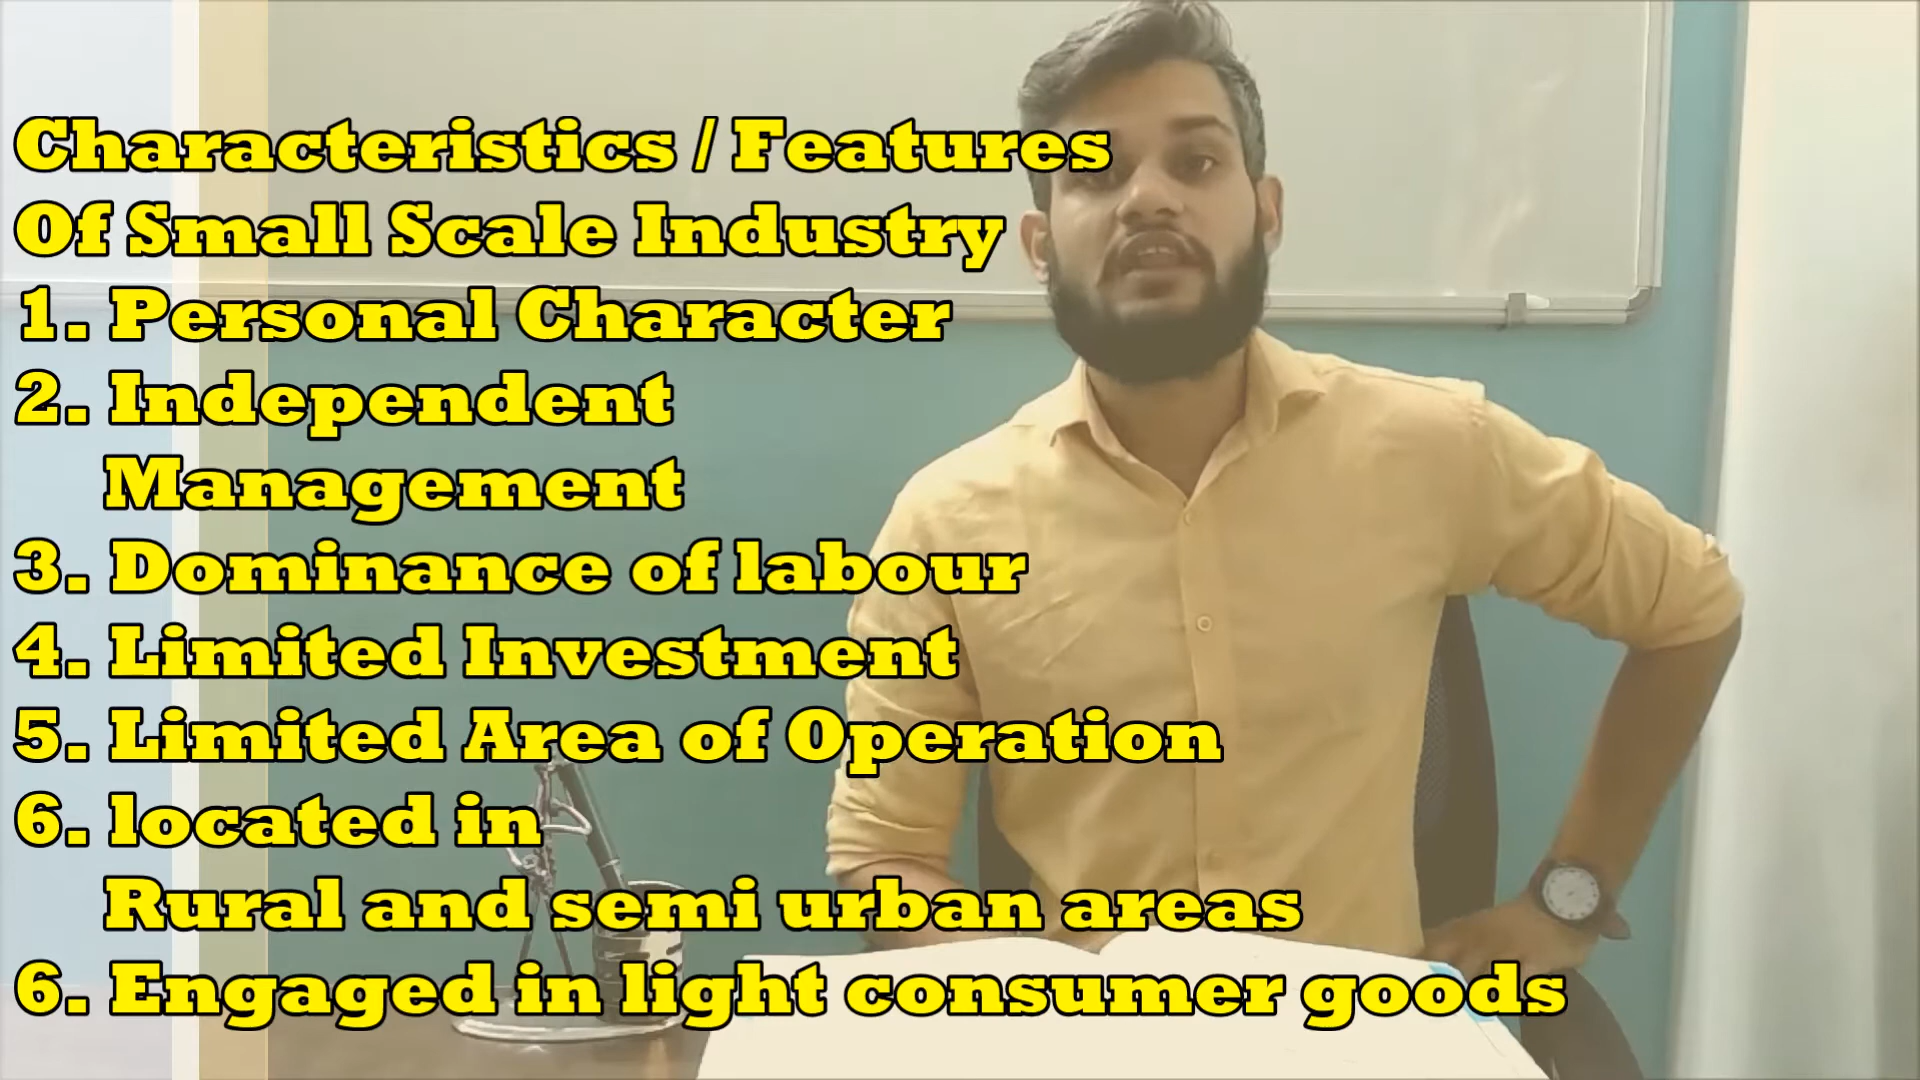 Characteristics / Features
Of Small Scale Industry
1. Personal Character
2. Independent
Management
3. Dominance of labour
4. Limited Investment
5. Limited Area of Operation
6. located in
Rural and semi urban areas
6. Engaged in light consumer goods